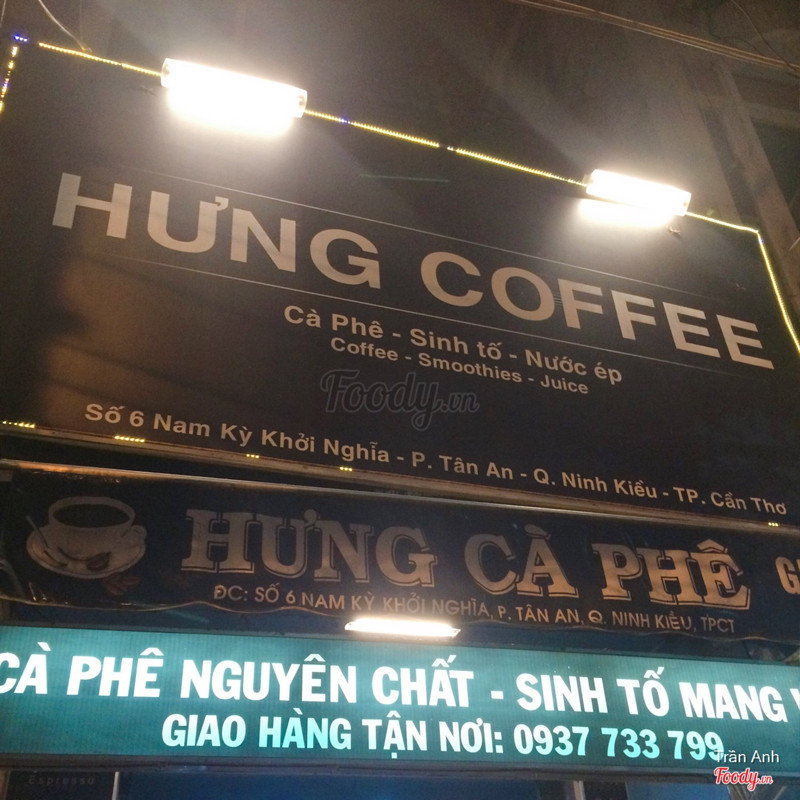 HƯNG COFFEE
Cà Phê - Sinh tố - Nước ép
Coffee - Smoothies - Juice
Foody.vn
Số 6 Nam Kỳ Khởi Nghĩa - P. Tân An - Q. Ninh Kiều - TP. Cần Thơ
HƯNG CÀ PHÊ
ĐC: SỐ 6 NAM KỲ KHỞI NGHĨA, P. TÂN AN, Q. NINH KIỀU, TPCT
CÀ PHÊ NGUYÊN CHẤT - SINH TỐ MANG
GIAO HÀNG TẬN NƠI: 0937 733 799
Trần Anh
Foody.vn
Espresso